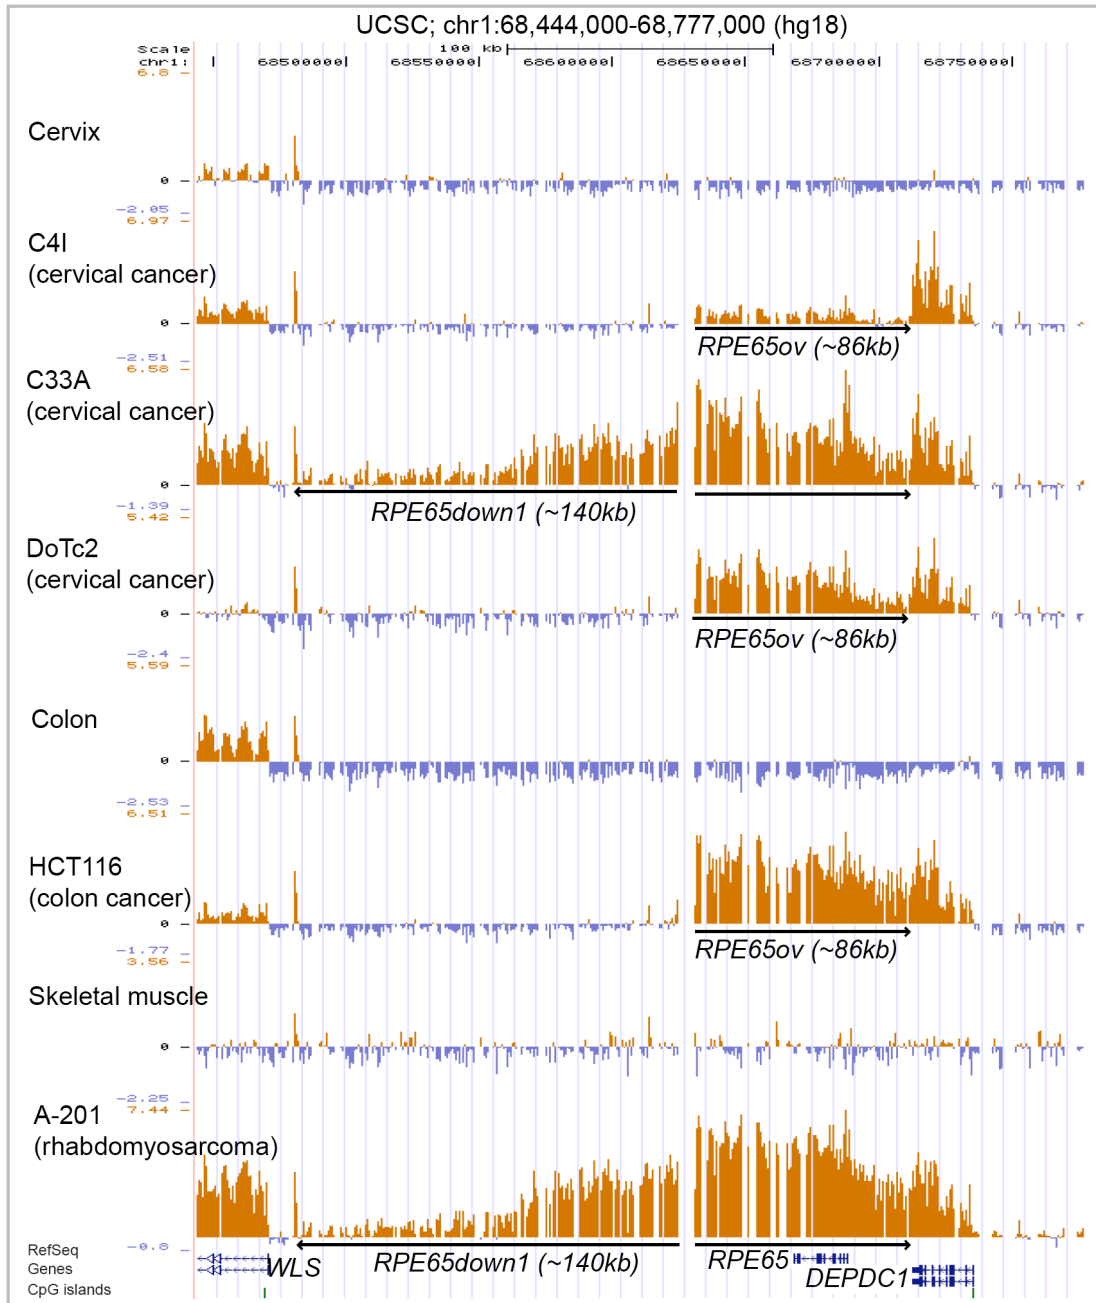 UCSC; chr1:68,444,000-68,777,000 (hg18)
Scale 100 kb
chr1: 68500000 68550000 68600000 68650000 68700000 68750000
6.8
Cervix
0
-2.05
6.97
C4I
(cervical cancer)
0
RPE65ov (~86kb)
-2.51
6.58
C33A
(cervical cancer)
0
-1.39
RPE65down1 (~140kb)
5.42
DoTc2
(cervical cancer)
0
RPE65ov (~86kb)
-2.4
5.59
Colon
0
-2.53
6.51
HCT116
(colon cancer)
0
RPE65ov (~86kb)
-1.77
3.56
Skeletal muscle
0
-2.25
7.44
A-201
(rhabdomyosarcoma)
-0.8
RefSeq
Genes
WLS RPE65down1 (~140kb) RPE65 DEPDC1
CpG islands